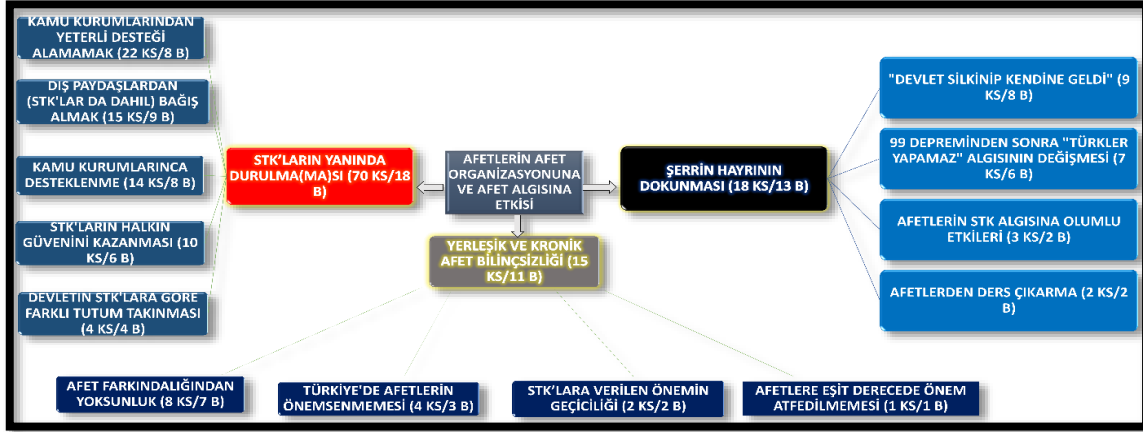 KAMU KURUMLARINDAN
YETERLİ DESTEĞİ
ALAMAMAK (22 KS/8 B)
DIŞ PAYDAŞLARDAN
(STK'LAR DA DAHIL) BAĞIŞ
ALMAK (15 KS/9 B)
KAMU KURUMLARINCA
DESTEKLENME (14 KS/8 B)
STK'LARIN HALKIN
GÜVENİNİ KAZANMASI (10
KS/6 B)
DEVLETİN STK'LARA GÖRE
FARKLI TUTUM TAKINMASI
(4 KS/4 B)
STK'LARIN YANINDA
DURULMA(MA)SI (70 KS/18
B)
AFETLERİN AFET
ORGANİZASYONUNA
VE AFET ALGISINA
ETKİSİ
ŞERRİN HAYRININ
DOKUNMASI (18 KS/13 B)
YERLEŞİK VE KRONİK
AFET BİLİNÇSİZLİĞİ (15
KS/11 B)
"DEVLET SİLKİNİP KENDİNE GELDİ" (9
KS/8 B)
99 DEPREMİNDEN SONRA "TÜRKLER
YAPAMAZ" ALGISININ DEĞİŞMESİ (7
KS/6 B)
AFETLERİN STK ALGISINA OLUMLU
ETKİLERİ (3 KS/2 B)
AFETLERDEN DERS ÇIKARMA (2 KS/2
B)
AFET FARKINDALIĞINDAN
YOKSUNLUK (8 KS/7 B)
TÜRKİYE'DE AFETLERİN
ÖNEMSENMEMESİ (4 KS/3 B)
STK'LARA VERİLEN ÖNEMİN
GEÇİCİLİĞİ (2 KS/2 B)
AFETLERE EŞİT DERECEDE ÖNEM
ATFEDİLMEMESİ (1 KS/1 B)